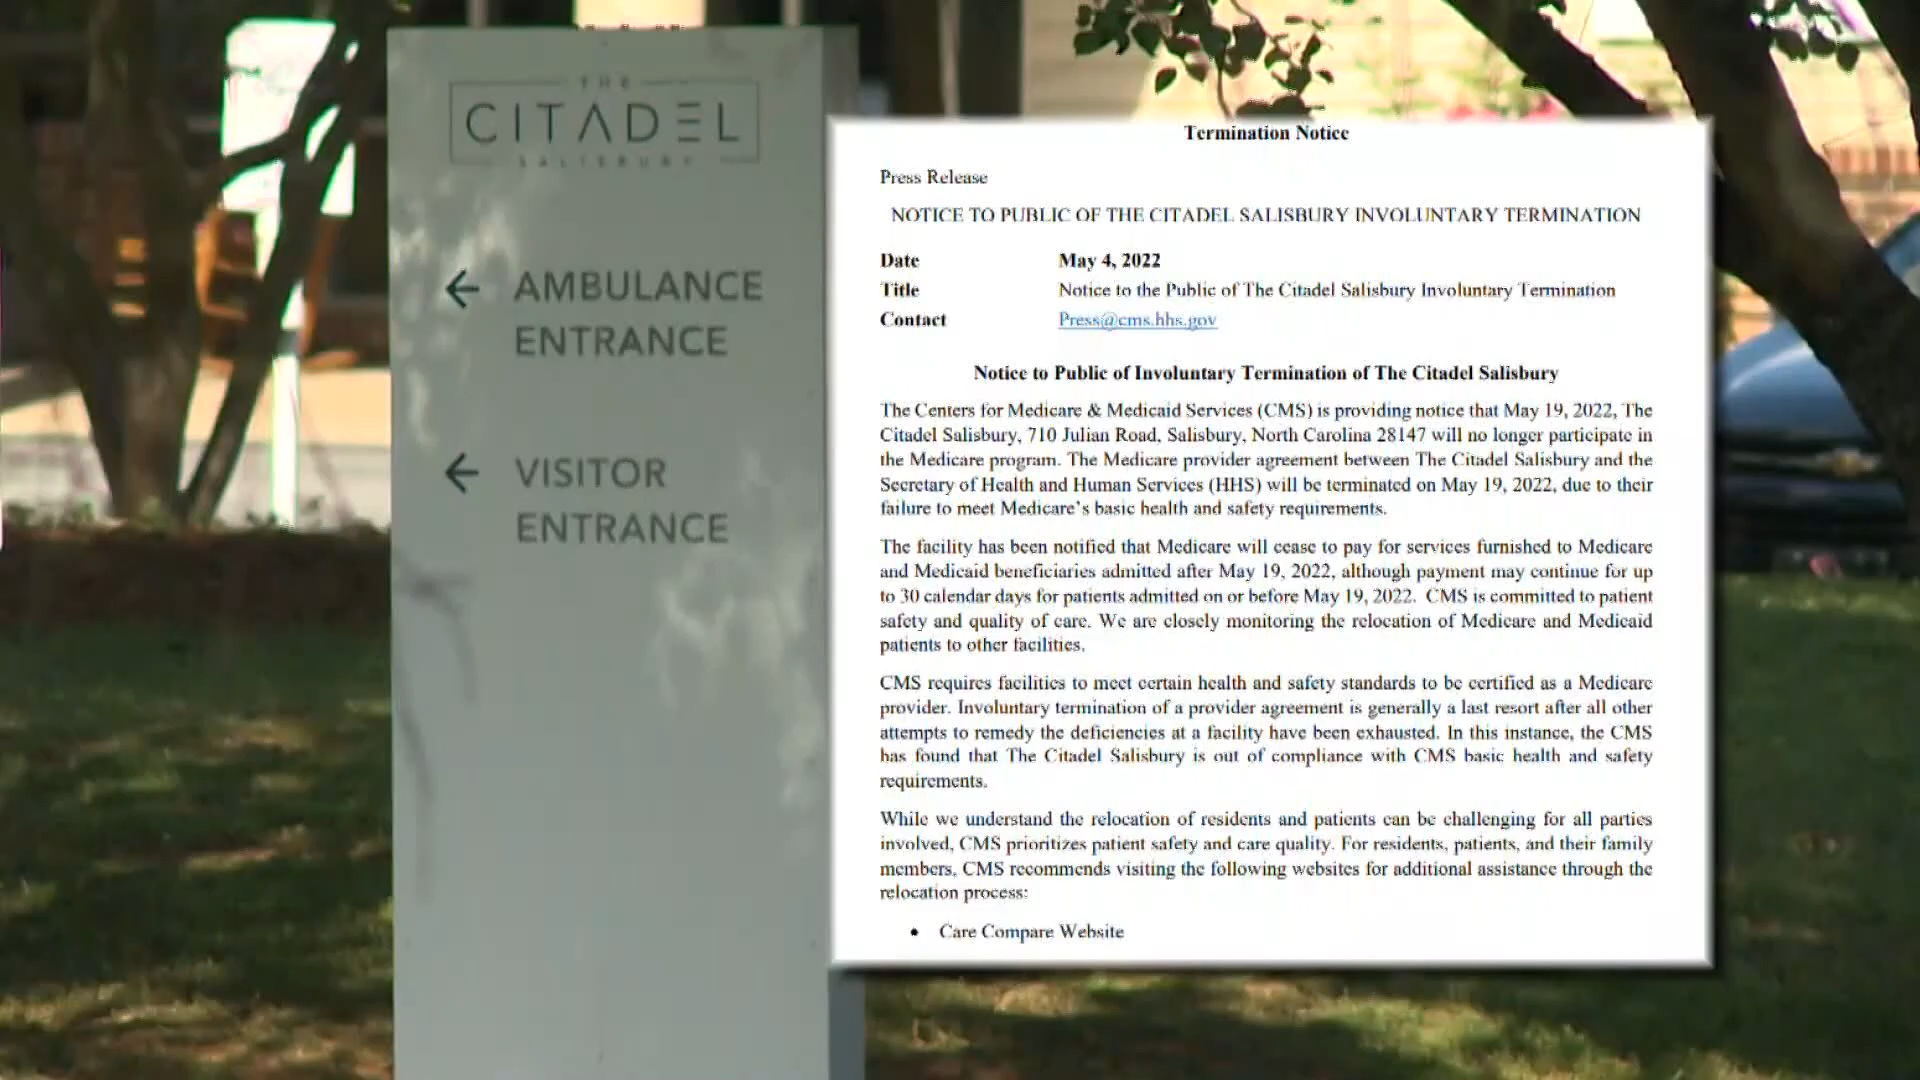 THE
CITADEL
SALISBURY
← AMBULANCE
ENTRANCE
← VISITOR
ENTRANCE
Termination Notice
Press Release
NOTICE TO PUBLIC OF THE CITADEL SALISBURY INVOLUNTARY TERMINATION
Date May 4, 2022
Title Notice to the Public of The Citadel Salisbury Involuntary Termination
Contact Press@cms.hhs.gov
Notice to Public of Involuntary Termination of The Citadel Salisbury
The Centers for Medicare & Medicaid Services (CMS) is providing notice that May 19, 2022, The
Citadel Salisbury, 710 Julian Road, Salisbury, North Carolina 28147 will no longer participate in
the Medicare program. The Medicare provider agreement between The Citadel Salisbury and the
Secretary of Health and Human Services (HHS) will be terminated on May 19, 2022, due to their
failure to meet Medicare's basic health and safety requirements.
The facility has been notified that Medicare will cease to pay for services furnished to Medicare
and Medicaid beneficiaries admitted after May 19, 2022, although payment may continue for up
to 30 calendar days for patients admitted on or before May 19, 2022. CMS is committed to patient
safety and quality of care. We are closely monitoring the relocation of Medicare and Medicaid
patients to other facilities.
CMS requires facilities to meet certain health and safety standards to be certified as a Medicare
provider. Involuntary termination of a provider agreement is generally a last resort after all other
attempts to remedy the deficiencies at a facility have been exhausted. In this instance, the CMS
has found that The Citadel Salisbury is out of compliance with CMS basic health and safety
requirements.
While we understand the relocation of residents and patients can be challenging for all parties
involved, CMS prioritizes patient safety and care quality. For residents, patients, and their family
members, CMS recommends visiting the following websites for additional assistance through the
relocation process:
• Care Compare Website